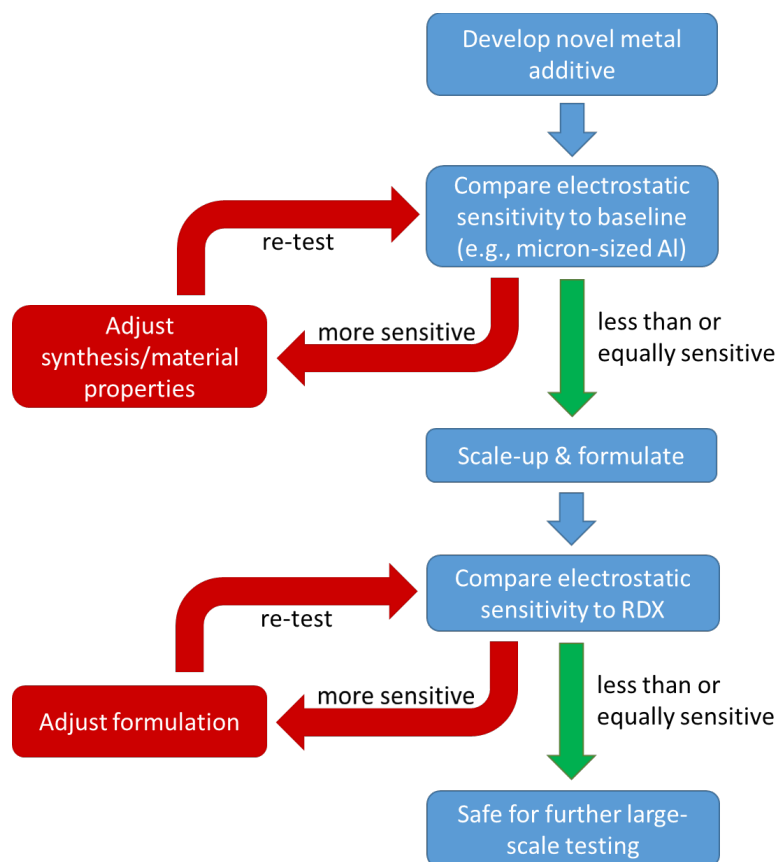 Develop novel metal
additive
Compare electrostatic
sensitivity to baseline
(e.g., micron-sized Al)
re-test
more sensitive
less than or
equally sensitive
Adjust
synthesis/material
properties
Scale-up & formulate
Compare electrostatic
sensitivity to RDX
re-test
more sensitive
less than or
equally sensitive
Adjust formulation
Safe for further large-
scale testing